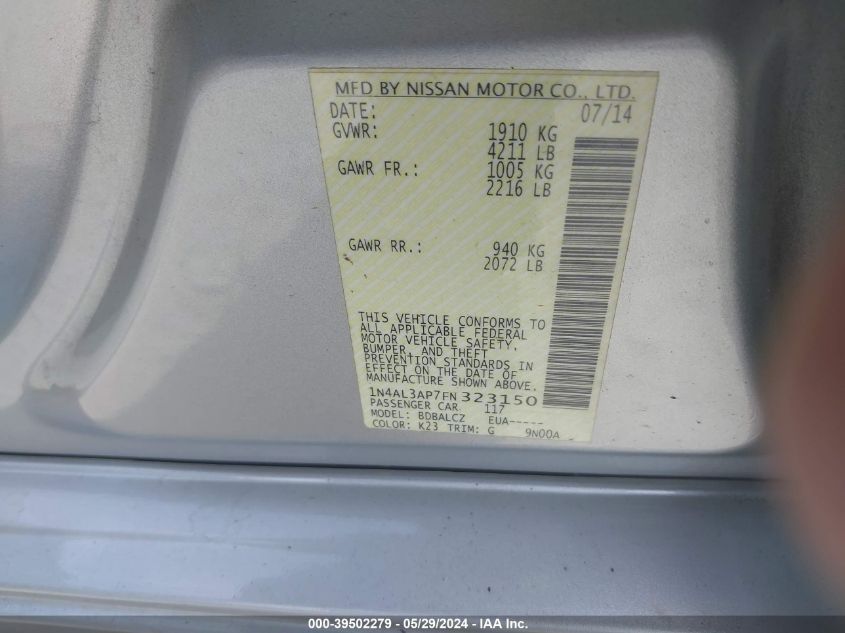 MFD BY NISSAN MOTOR CO., LTD.
DATE: 07/14
GVWR: 1910 KG
4211 LB
GAWR FR.: 1005 KG
2216 LB
GAWR RR.: 940 KG
2072 LB
THIS VEHICLE CONFORMS TO
ALL APPLICABLE FEDERAL
MOTOR VEHICLE SAFETY,
BUMPER, AND THEFT
PREVENTION STANDARDS IN
EFFECT ON THE DATE OF
MANUFACTURE SHOWN ABOVE.
1N4AL3AP7FN 323150
PASSENGER CAR 117
MODEL: BDBALCZ EUA-----
COLOR: K23 TRIM: G 9N00A
000-39502279 - 05/29/2024 - IAA Inc.